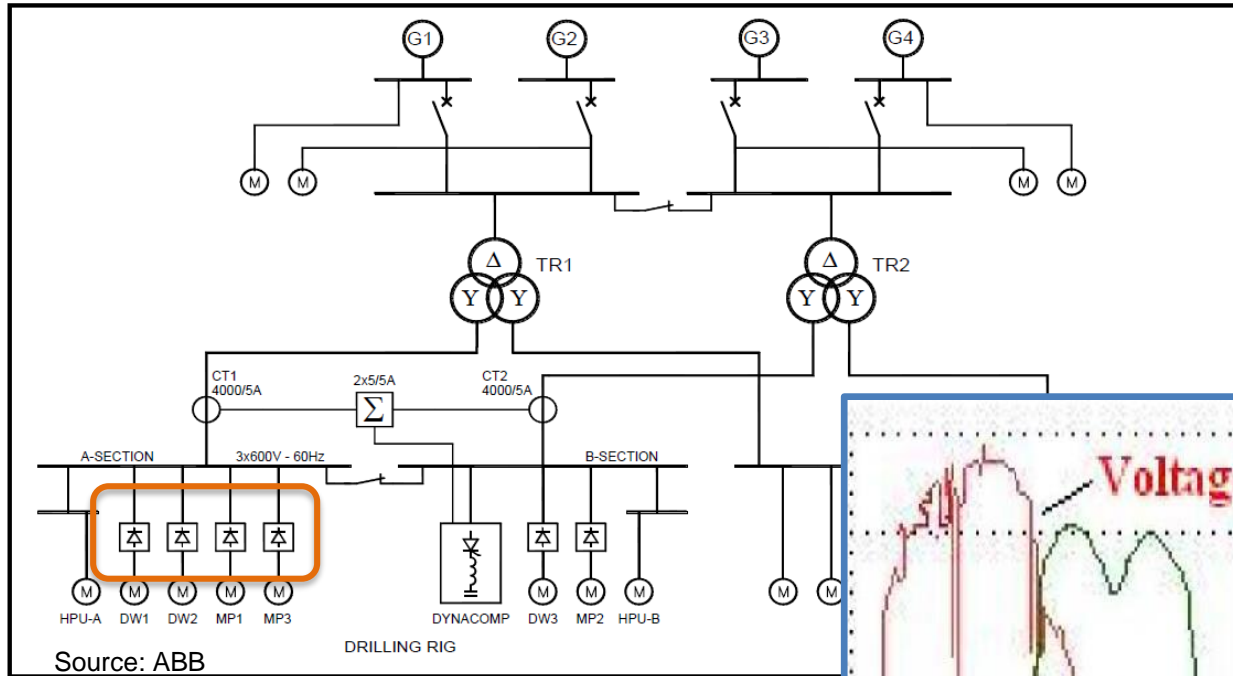 G1 G2 G3 G4
M M M M
Δ TR1 Δ TR2
Y Y Y Y
CT1
4000/5A
2x5/5A
CT2
4000/5A
Σ
A-SECTION 3x600V - 60Hz B-SECTION
M M M M M M M M M M
HPU-A DW1 DW2 MP1 MP3 DYNACOMP DW3 MP2 HPU-B
DRILLING RIG
Source: ABB
Voltag